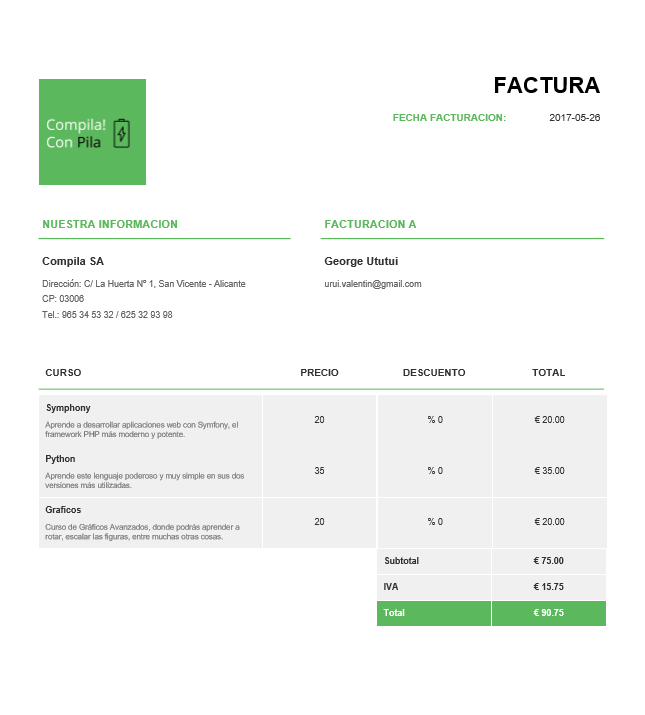 FACTURA
FECHA FACTURACION: 2017-05-26
Compila!
Con Pila
NUESTRA INFORMACION
FACTURACION A
Compila SA
George Ututui
Dirección: C/ La Huerta Nº 1, San Vicente - Alicante
urui.valentin@gmail.com
CP: 03006
Tel.: 965 34 53 32 / 625 32 93 98
CURSO PRECIO DESCUENTO TOTAL
Symphony
Aprende a desarrollar aplicaciones web con Symfony, el
framework PHP más moderno y potente.
20 % 0 € 20.00
Python
Aprende este lenguaje poderoso y muy simple en sus dos
versiones más utilizadas.
35 % 0 € 35.00
Graficos
Curso de Gráficos Avanzados, donde podrás aprender a
rotar, escalar las figuras, entre muchas otras cosas.
20 % 0 € 20.00
Subtotal € 75.00
IVA € 15.75
Total € 90.75